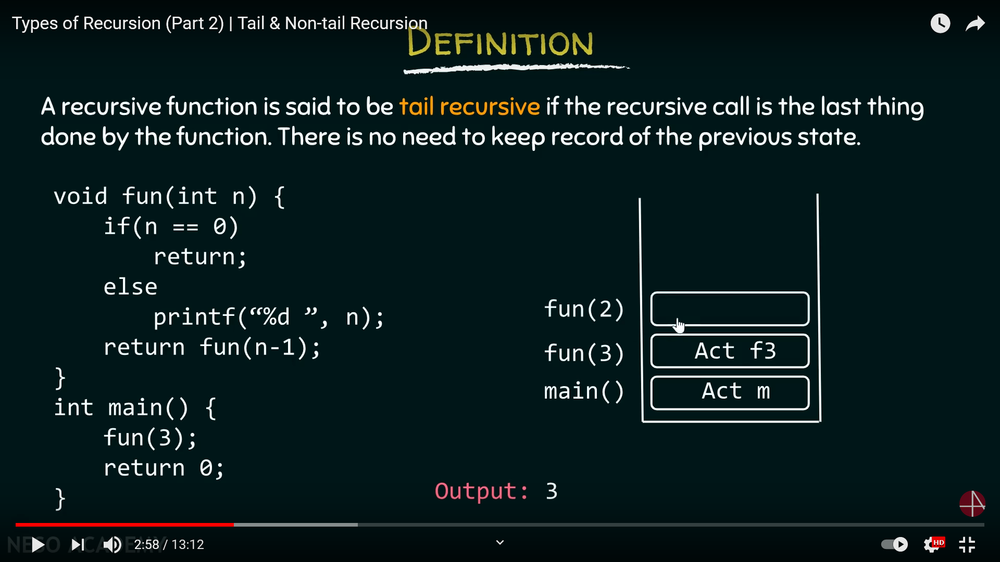 Types of Recursion (Part 2) | Tail & Non-tail Recursion
DEFINITION
A recursive function is said to be tail recursive if the recursive call is the last thing
done by the function. There is no need to keep record of the previous state.
void fun(int n) {
if(n == 0)
return;
else
printf(“%d ”, n);
return fun(n-1);
}
int main() {
fun(3);
return 0;
}
fun(2)
fun(3) Act f3
main() Act m
Output: 3
NESO ACADEMY
2:58 / 13:12
HD